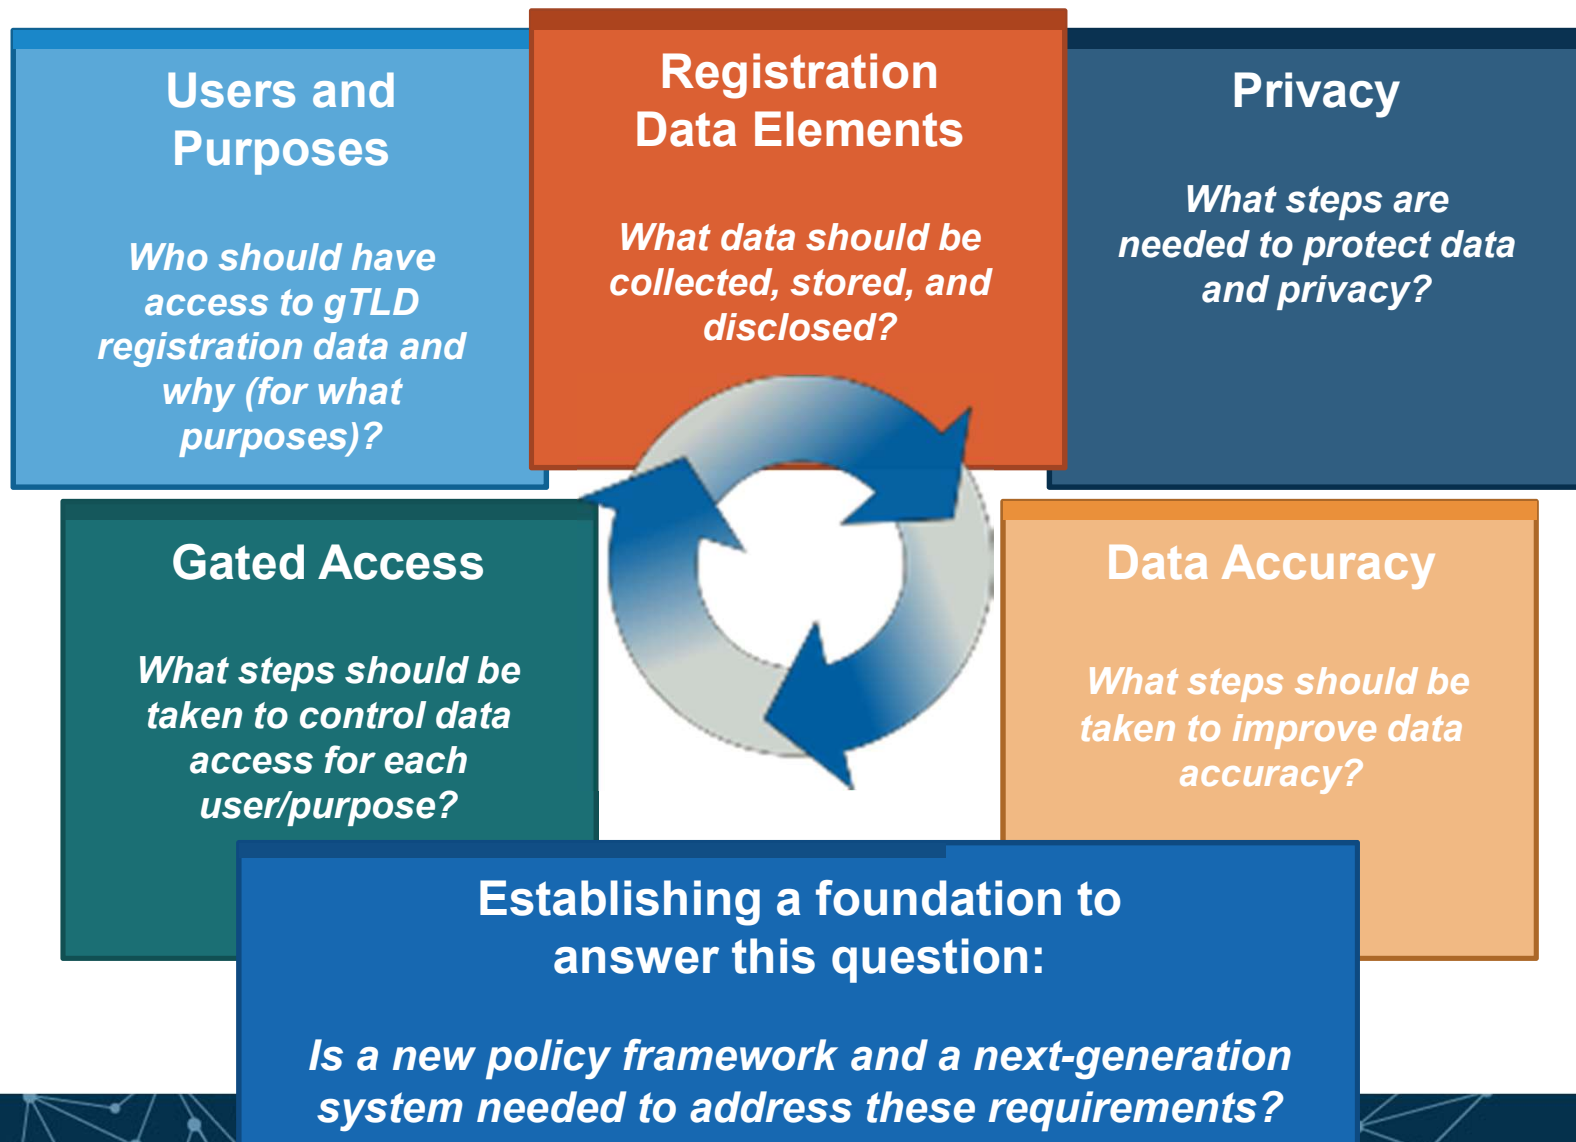 Users and
Purposes
Who should have
access to gTLD
registration data and
why (for what
purposes)?
Registration
Data Elements
What data should be
collected, stored, and
disclosed?
Privacy
What steps are
needed to protect data
and privacy?
Gated Access
What steps should be
taken to control data
access for each
user/purpose?
Data Accuracy
What steps should be
taken to improve data
accuracy?
Establishing a foundation to
answer this question:
Is a new policy framework and a next-generation
system needed to address these requirements?